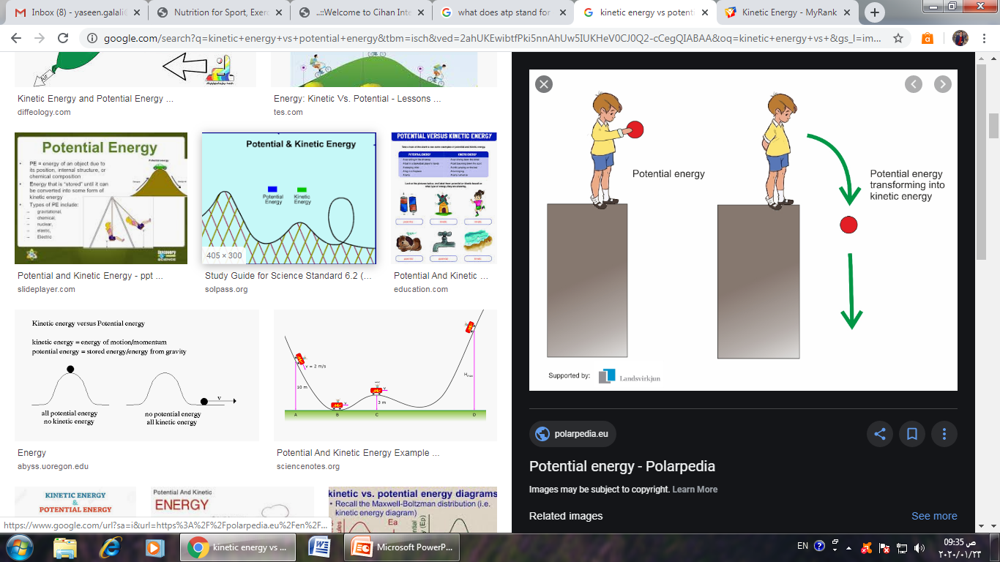 Inbox (8) - yaseen.galali(
Nutrition for Sport, Exerc
..::Welcome to Cihan Inte
what does atp stand for
kinetic energy vs potent
Kinetic Energy - MyRank
google.com/search?q=kinetic+energy+vs+potential+energy&tbm=isch&ved=2ahUKEwibtfPki5nnAhUw5IUKHeV0CJ0Q2-cCegQIABAA&oq=kinetic+energy+vs+&gs_l=im...
Air
Kinetic Energy and Potential Energy ...
diffeology.com
Energy: Kinetic Vs. Potential - Lessons ...
tes.com
Potential Energy
PE = energy of an object due to
its position, internal structure, or
chemical composition
Energy that is "stored" until it can
be converted into some form of
kinetic energy
Types of PE include:
– gravitational,
– chemical,
– nuclear,
– elastic,
– Electric
Potential energy
Discovery
SCIENCE
Potential and Kinetic Energy - ppt ...
slideplayer.com
Potential & Kinetic Energy
Potential
Energy
Kinetic
Energy
405 × 300
Study Guide for Science Standard 6.2 (...
solpass.org
POTENTIAL VERSUS KINETIC ENERGY
POTENTIAL ENERGY
KINETIC ENERGY
Potential And Kinetic ...
education.com
Kinetic energy versus Potential energy
kinetic energy = energy of motion/momentum
potential energy = stored energy/energy from gravity
v
all potential energy
no kinetic energy
no potential energy
all kinetic energy
Energy
abyss.uoregon.edu
v = 2 m/s
10 m
v
v
3 m
A
B
C
D
Potential And Kinetic Energy Example ...
sciencenotes.org
KINETIC ENERGY
&
POTENTIAL ENERGY
Potential And Kinetic
ENERGY
kinetic vs. potential energy diagrams
• Recall the Maxwell-Boltzman distribution (i.e.
kinetic energy diagram)
Ea
(Ep)
Potential energy
Potential energy
transforming into
kinetic energy
Supported by:
Landsvirkjun
polarpedia.eu
Potential energy - Polarpedia
Images may be subject to copyright. Learn More
Related images
See more
https://www.google.com/url?sa=i&url=https%3A%2F%2Fpolarpedia.eu%2Fen%2F...
kinetic energy vs ...
Microsoft PowerP...
EN
09:35 ص
٢٠٢٠/٠١/٢٣